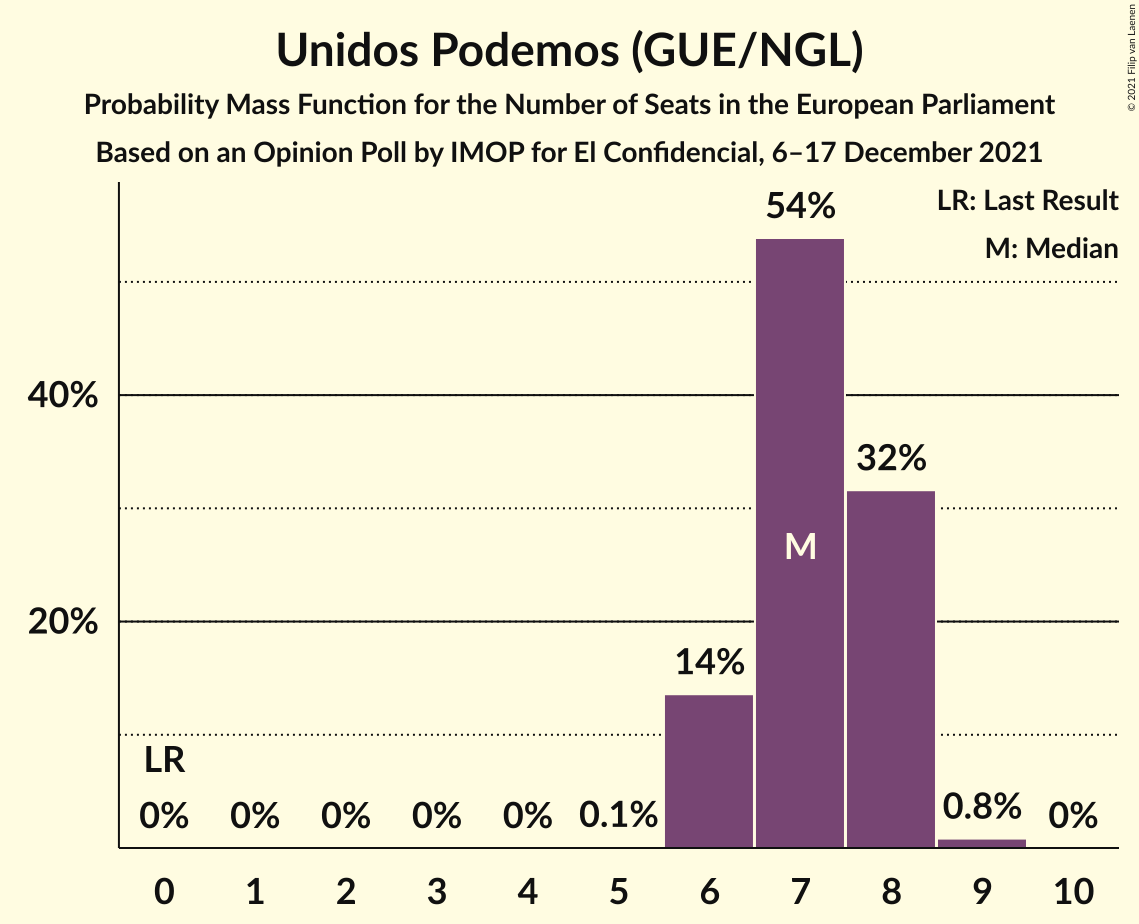 Unidos Podemos (GUE/NGL)
Probability Mass Function for the Number of Seats in the European Parliament
Based on an Opinion Poll by IMOP for El Confidencial, 6–17 December 2021
© 2021 Filip van Laenen
LR: Last Result
M: Median
54%
40%
32%
M
20%
14%
LR
0% 0% 0% 0% 0% 0.1% 0.8% 0%
0 1 2 3 4 5 6 7 8 9 10